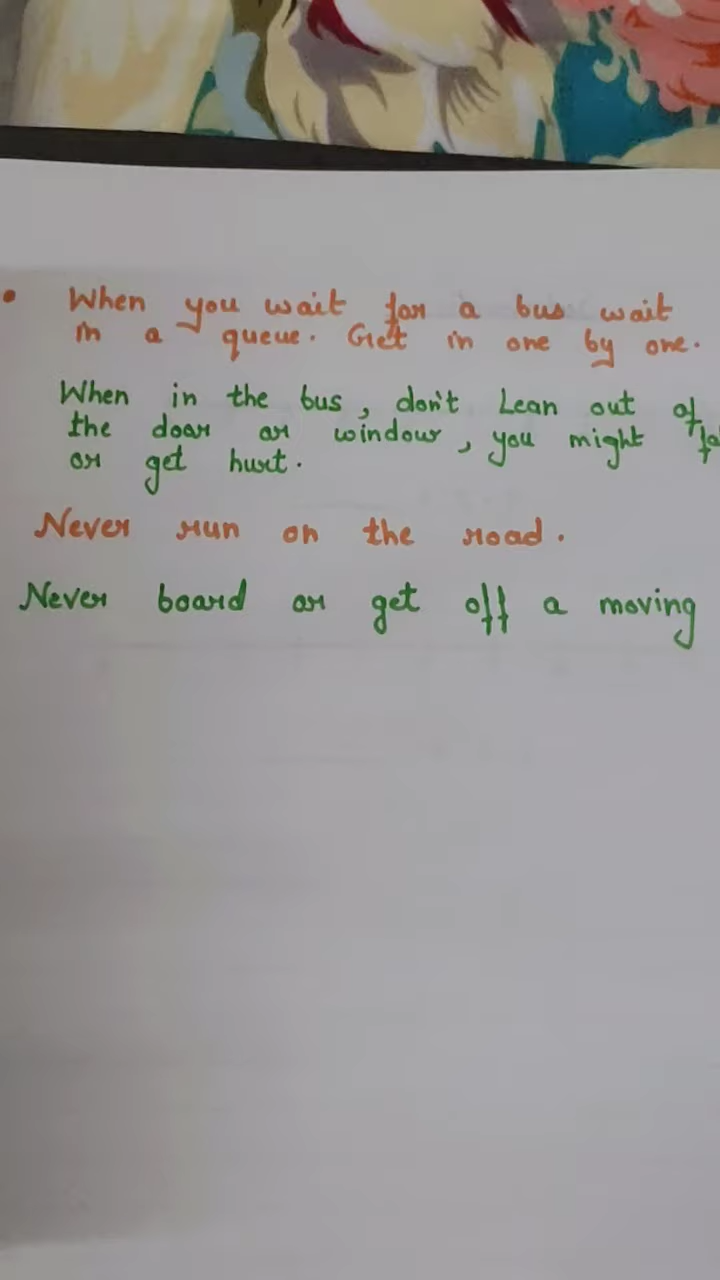 • When you wait for a bus wait
in a queue. Get in one by one.
When in the bus, don't Lean out of
the door or window, you might
or get hurt.
Never run on the road.
Never board or get off a moving